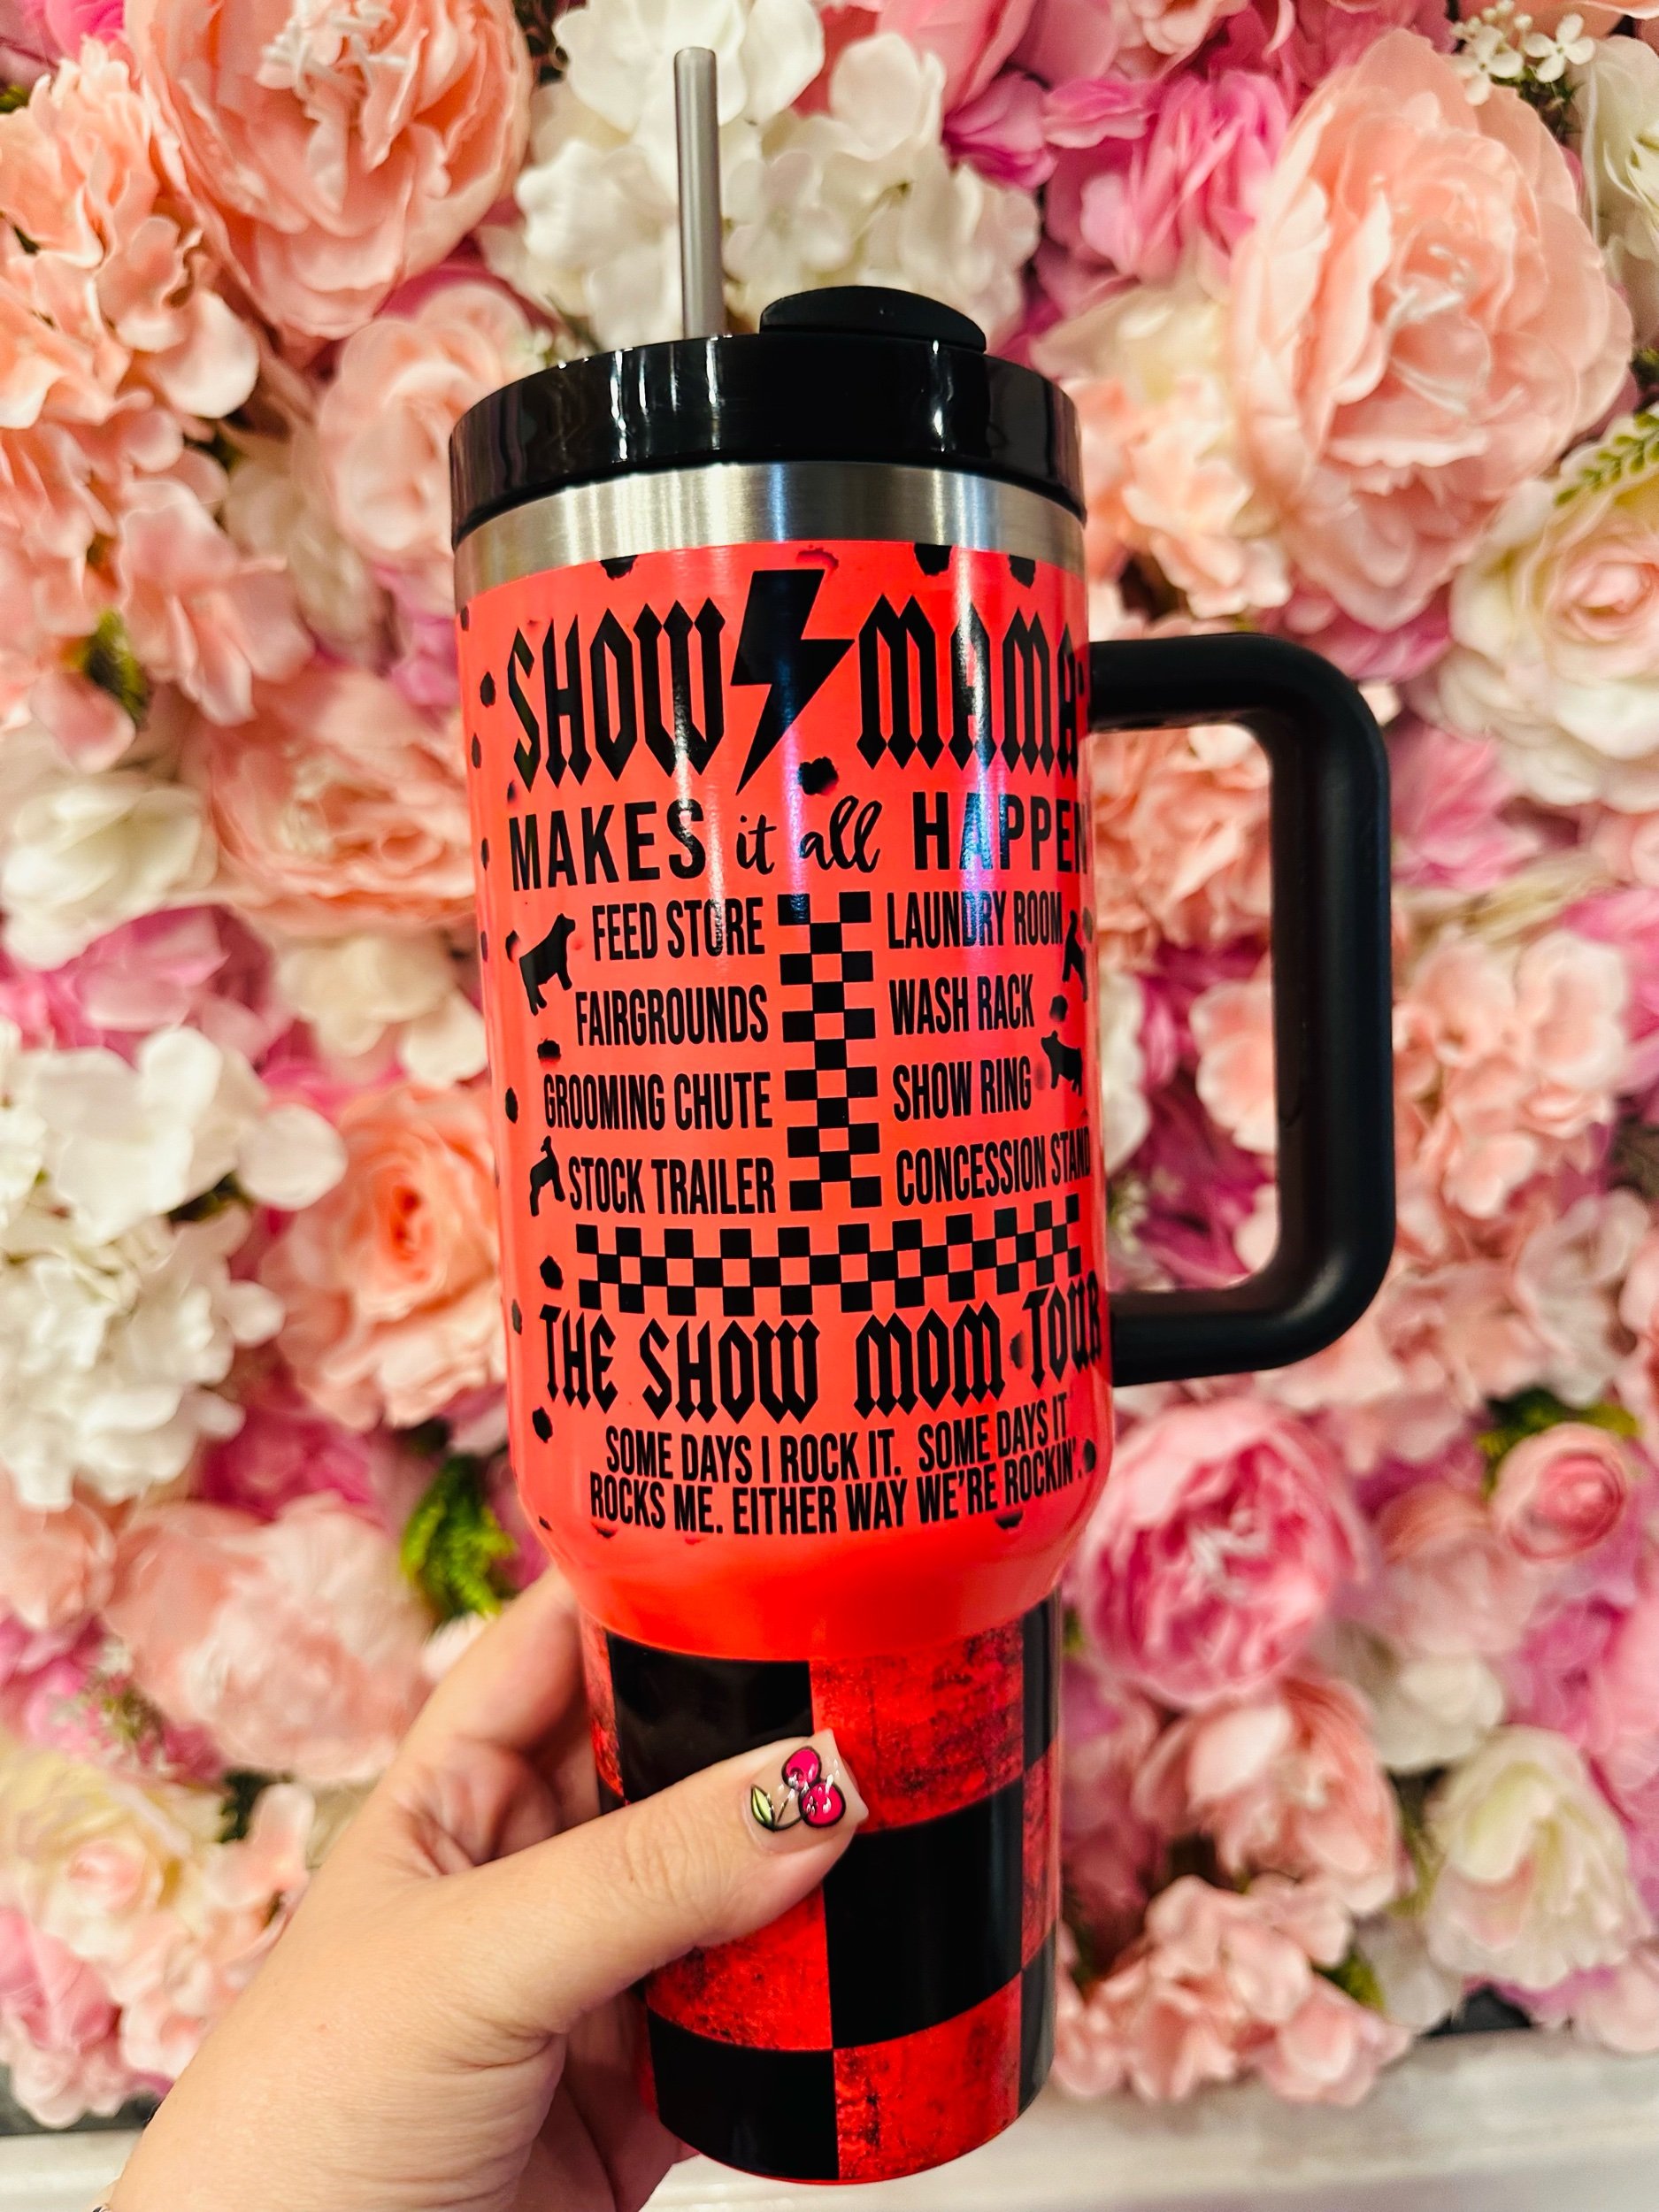 SHOW MAMA
MAKES it all HAPPEN
FEED STORE LAUNDRY ROOM
FAIRGROUNDS WASH RACK
GROOMING CHUTE SHOW RING
STOCK TRAILER CONCESSION STAND
THE SHOW MOM TOUR
SOME DAYS I ROCK IT. SOME DAYS IT
ROCKS ME. EITHER WAY WE'RE ROCKIN'.